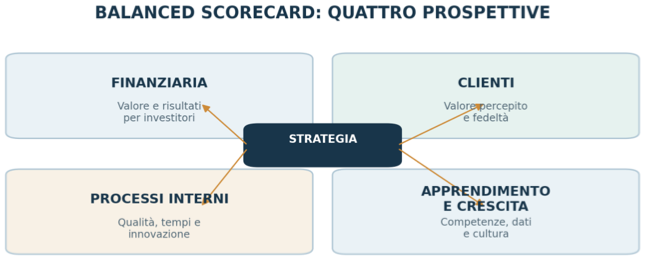 BALANCED SCORECARD: QUATTRO PROSPETTIVE
FINANZIARIA
Valore e risultati
per investitori
CLIENTI
Valore percepito
e fedeltà
STRATEGIA
PROCESSI INTERNI
Qualità, tempi e
innovazione
APPRENDIMENTO
E CRESCITA
Competenze, dati
e cultura